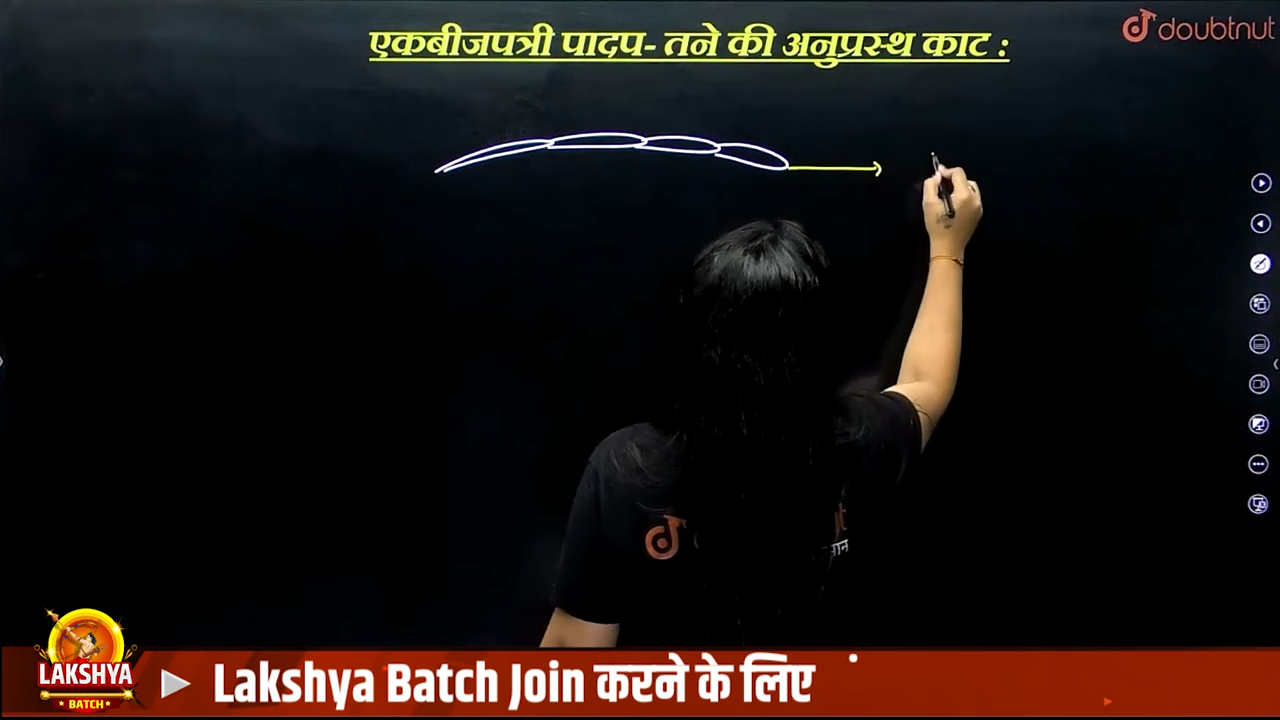 एकबीजपत्री पादप- तने की अनुप्रस्थ काट :
doubtnut
LAKSHYA
BATCH
Lakshya Batch Join करने के लिए